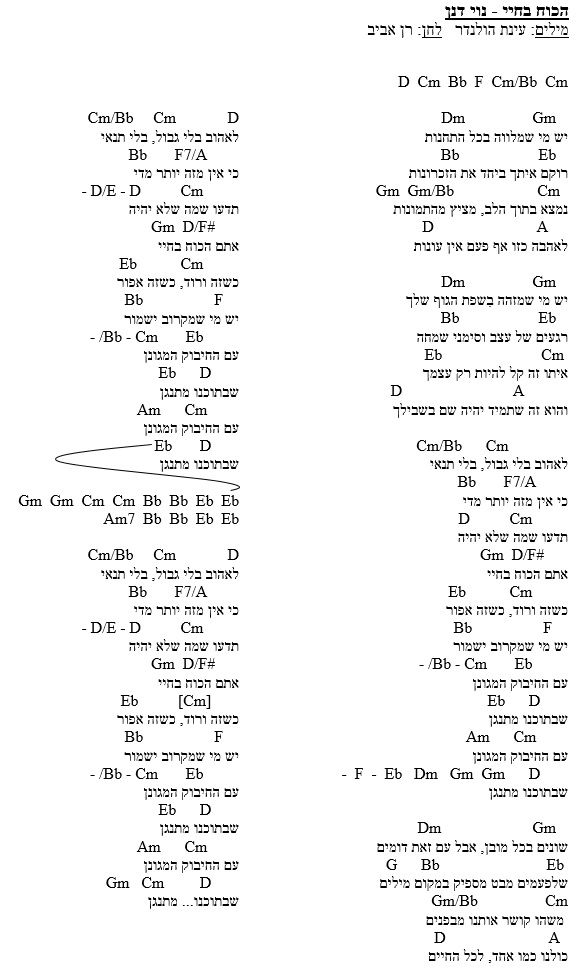 הכוח בחיי - נוי דנן
מילים: עינת הולנדר   לחן: רן אביב
D  Cm  Bb  F  Cm/Bb  Cm
Dm   Gm
יש מי שמלווה בכל התחנות
Bb   Eb
רוקם איתך ביחד את הזכרונות
Gm  Gm/Bb   Cm
נמצא בתוך הלב, מציץ מהתמונות
D   A
לאהבה כזו אף פעם אין עונות
Dm   Gm
יש מי שמזהה בשפת הגוף שלך
Bb   Eb
רגעים של עצב וסימני שמחה
Eb   Cm
איתו זה קל להיות רק עצמך
D   A
והוא זה שתמיד יהיה שם בשבילך
Cm/Bb   Cm
לאהוב בלי גבול, בלי תנאי
Bb   F7/A
כי אין מזה יותר מדי
D   Cm
תדעו שמה שלא יהיה
Gm  D/F#
אתם הכוח בחיי
Eb   Cm
כשזה ורוד, כשזה אפור
Bb   F
יש מי שמקרוב ישמור
- /Bb - Cm   Eb
עם החיבוק המגונן
Eb   D
שבתוכנו מתנגן
Am   Cm
עם החיבוק המגונן
-  F  -  Eb   Dm   Gm  Gm   D
שבתוכנו מתנגן
Dm   Gm
שונים בכל מובן, אבל עם זאת דומים
G   Bb   Eb
שלפעמים מבט מספיק במקום מילים
Gm/Bb   Cm
משהו קושר אותנו מבפנים
D   A
כולנו כמו אחד, לכל החיים
Cm/Bb   Cm   D
לאהוב בלי גבול, בלי תנאי
Bb   F7/A
כי אין מזה יותר מדי
- D/E - D   Cm
תדעו שמה שלא יהיה
Gm  D/F#
אתם הכוח בחיי
Eb   Cm
כשזה ורוד, כשזה אפור
Bb   F
יש מי שמקרוב ישמור
- /Bb - Cm   Eb
עם החיבוק המגונן
Eb   D
שבתוכנו מתנגן
Am   Cm
עם החיבוק המגונן
Eb   D
שבתוכנו מתנגן
Gm  Gm  Cm  Cm  Bb  Bb  Eb  Eb
Am7  Bb  Bb  Eb  Eb
Cm/Bb   Cm   D
לאהוב בלי גבול, בלי תנאי
Bb   F7/A
כי אין מזה יותר מדי
- D/E - D   Cm
תדעו שמה שלא יהיה
Gm  D/F#
אתם הכוח בחיי
Eb   [Cm]
כשזה ורוד, כשזה אפור
Bb   F
יש מי שמקרוב ישמור
- /Bb - Cm   Eb
עם החיבוק המגונן
Eb   D
שבתוכנו מתנגן
Am   Cm
עם החיבוק המגונן
Gm   Cm   D
שבתוכנו... מתנגן